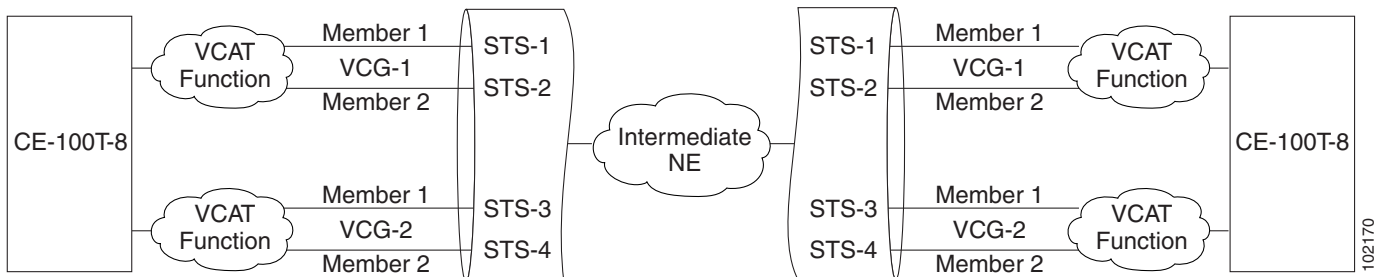 CE-100T-8
VCAT
Function
Member 1
VCG-1
Member 2
STS-1
STS-2
VCAT
Function
Member 1
VCG-2
Member 2
STS-3
STS-4
Intermediate
NE
STS-1
STS-2
Member 1
VCG-1
Member 2
VCAT
Function
STS-3
STS-4
Member 1
VCG-2
Member 2
VCAT
Function
CE-100T-8
102170